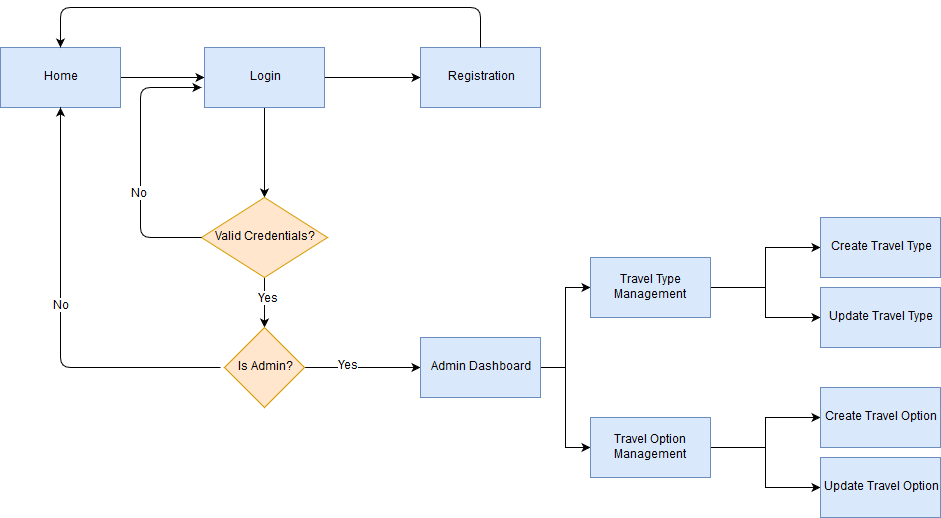 Home
Login
Registration
No
Valid Credentials?
Yes
No
Is Admin?
Yes
Admin Dashboard
Travel Type
Management
Create Travel Type
Update Travel Type
Travel Option
Management
Create Travel Option
Update Travel Option